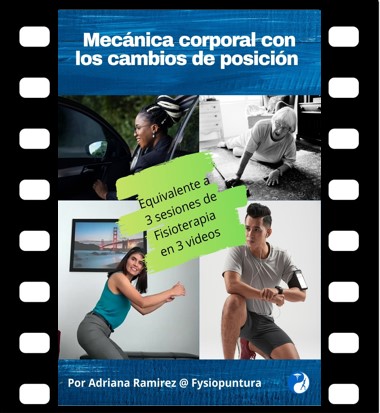 Mecánica corporal con
los cambios de posición
Equivalente a
3 sesiones de
Fisioterapia
en 3 videos
Por Adriana Ramirez @ Fysiopuntura